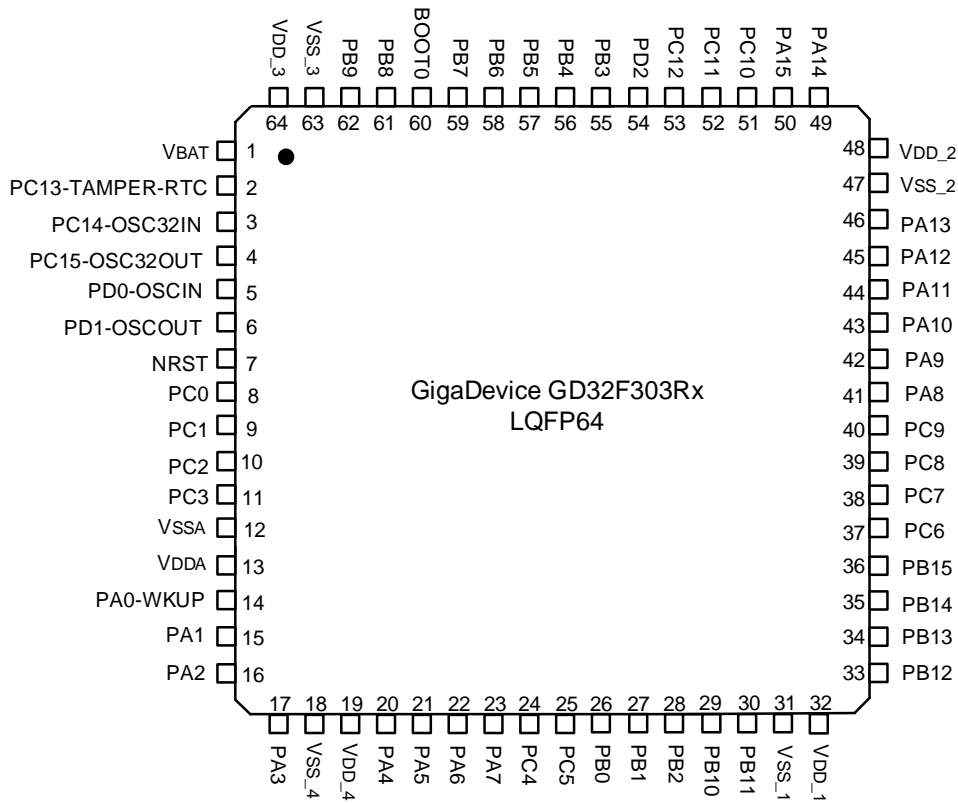 VDD_3
VSS_3
PB9
PB8
BOOT0
PB7
PB6
PB5
PB4
PB3
PD2
PC12
PC11
PC10
PA15
PA14
64 63 62 61 60 59 58 57 56 55 54 53 52 51 50 49
VBAT 1
PC13-TAMPER-RTC 2
PC14-OSC32IN 3
PC15-OSC32OUT 4
PD0-OSCIN 5
PD1-OSCOUT 6
NRST 7
PC0 8
PC1 9
PC2 10
PC3 11
VSSA 12
VDDA 13
PA0-WKUP 14
PA1 15
PA2 16
GigaDevice GD32F303Rx
LQFP64
48 VDD_2
47 VSS_2
46 PA13
45 PA12
44 PA11
43 PA10
42 PA9
41 PA8
40 PC9
39 PC8
38 PC7
37 PC6
36 PB15
35 PB14
34 PB13
33 PB12
17 18 19 20 21 22 23 24 25 26 27 28 29 30 31 32
PA3
VSS_4
VDD_4
PA4
PA5
PA6
PA7
PC4
PC5
PB0
PB1
PB2
PB10
PB11
VSS_1
VDD_1